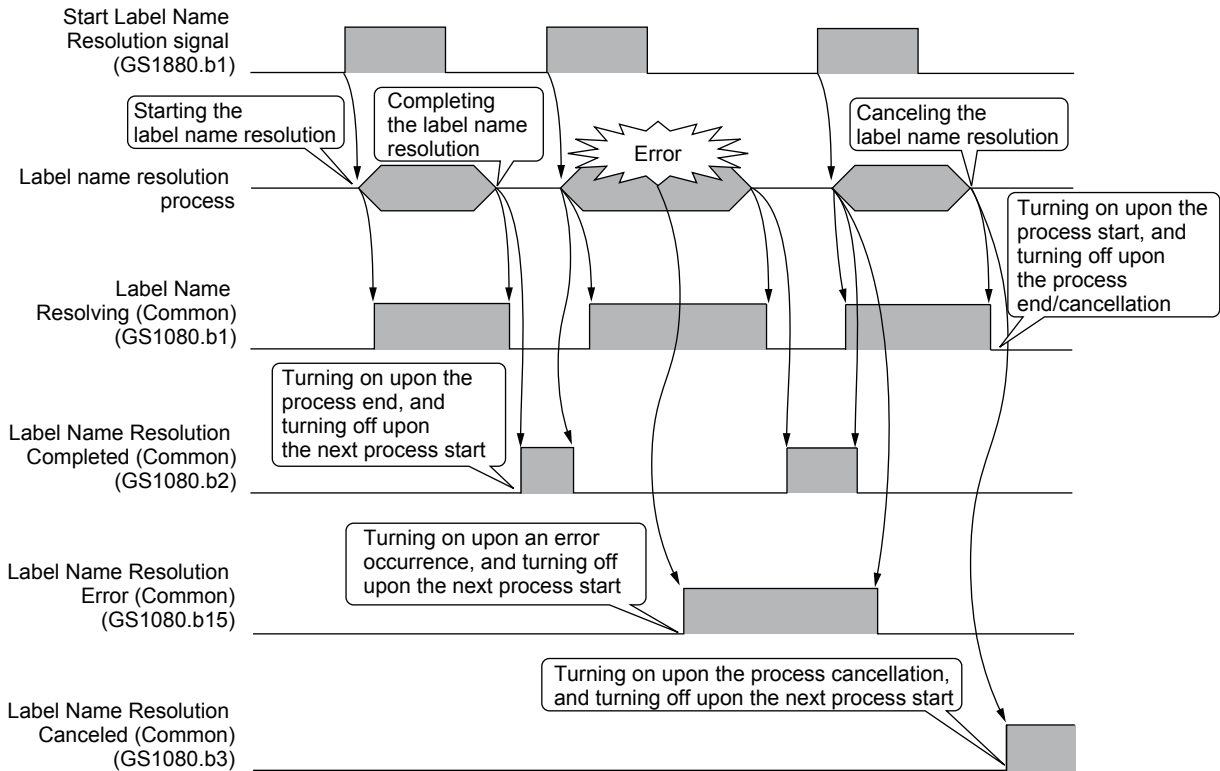 Start Label Name
Resolution signal
(GS1880.b1)
Starting the
label name resolution
Completing
the label name
resolution
Error
Canceling the
label name resolution
Label name resolution
process
Turning on upon the
process start, and
turning off upon
the process
end/cancellation
Label Name
Resolving (Common)
(GS1080.b1)
Turning on upon the
process end, and
turning off upon
the next process start
Label Name Resolution
Completed (Common)
(GS1080.b2)
Turning on upon an error
occurrence, and turning off
upon the next process start
Label Name Resolution
Error (Common)
(GS1080.b15)
Turning on upon the process cancellation,
and turning off upon the next process start
Label Name Resolution
Canceled (Common)
(GS1080.b3)